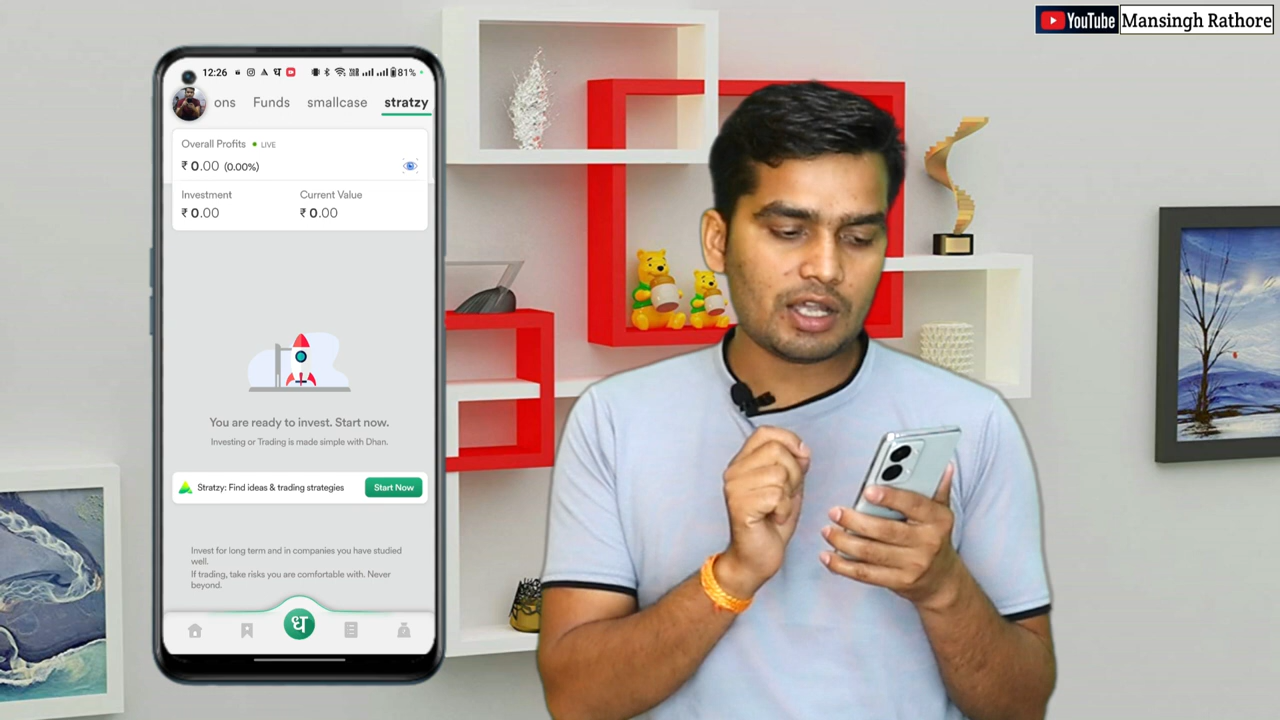 YouTube Mansingh Rathore
12:26 81%
ons Funds smallcase stratzy
Overall Profits LIVE
₹ 0.00 (0.00%)
Investment Current Value
₹ 0.00 ₹ 0.00
You are ready to invest. Start now.
Investing or Trading is made simple with Dhan.
Stratzy: Find ideas & trading strategies Start Now
Invest for long term and in companies you have studied
well.
If trading, take risks you are comfortable with. Never
beyond.
ध